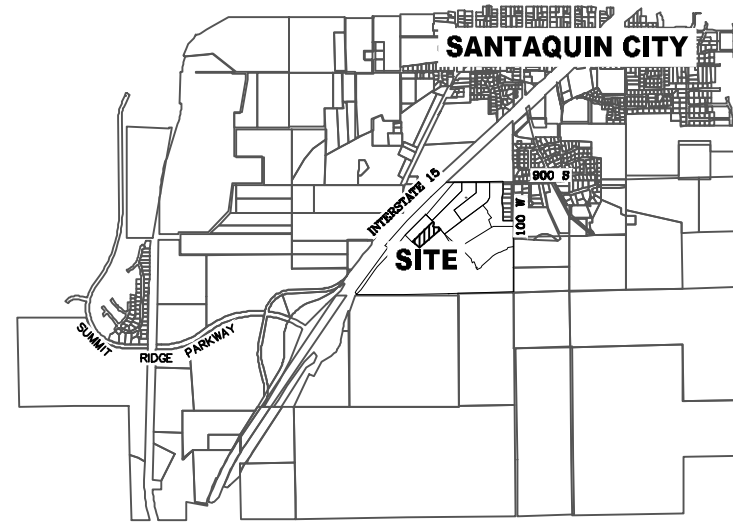 SANTAQUIN CITY
900 S
INTERSTATE 15
100 W
SITE
SUMMIT RIDGE PARKWAY